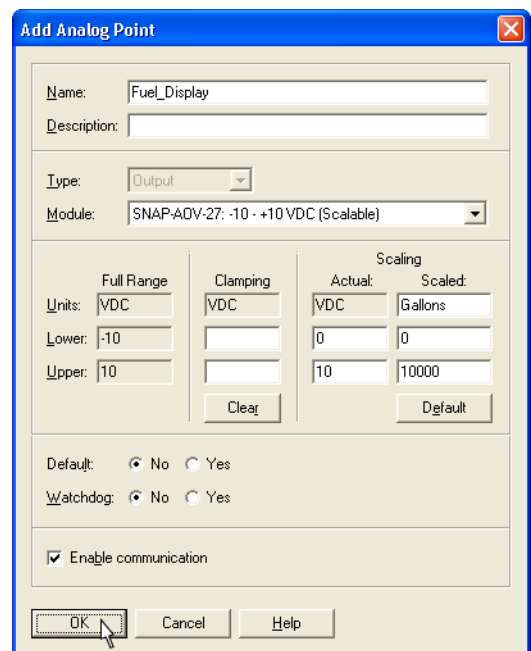 Add Analog Point
Name: Fuel_Display
Description:
Type: Output
Module: SNAP-AOV-27: -10 - +10 VDC (Scalable)
Scaling
Full Range Clamping Actual: Scaled:
Units: VDC VDC VDC Gallons
Lower: -10 0 0
Upper: 10 10 10000
Clear Default
Default: No Yes
Watchdog: No Yes
Enable communication
OK Cancel Help